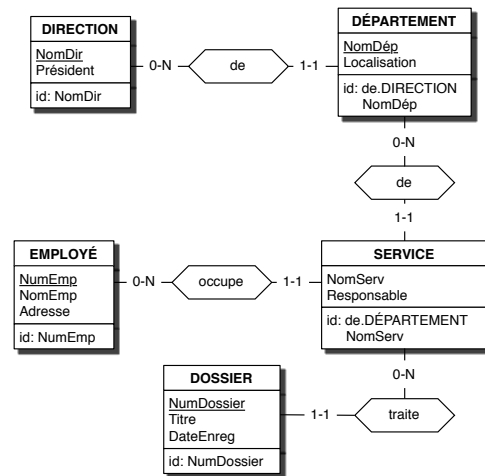 DIRECTION
NomDir
Président
id: NomDir
0-N
de
1-1
DÉPARTEMENT
NomDép
Localisation
id: de.DIRECTION
NomDép
0-N
de
1-1
EMPLOYÉ
NumEmp
NomEmp
Adresse
id: NumEmp
0-N
occupe
1-1
SERVICE
NomServ
Responsable
id: de.DÉPARTEMENT
NomServ
0-N
traite
1-1
DOSSIER
NumDossier
Titre
DateEnreg
id: NumDossier